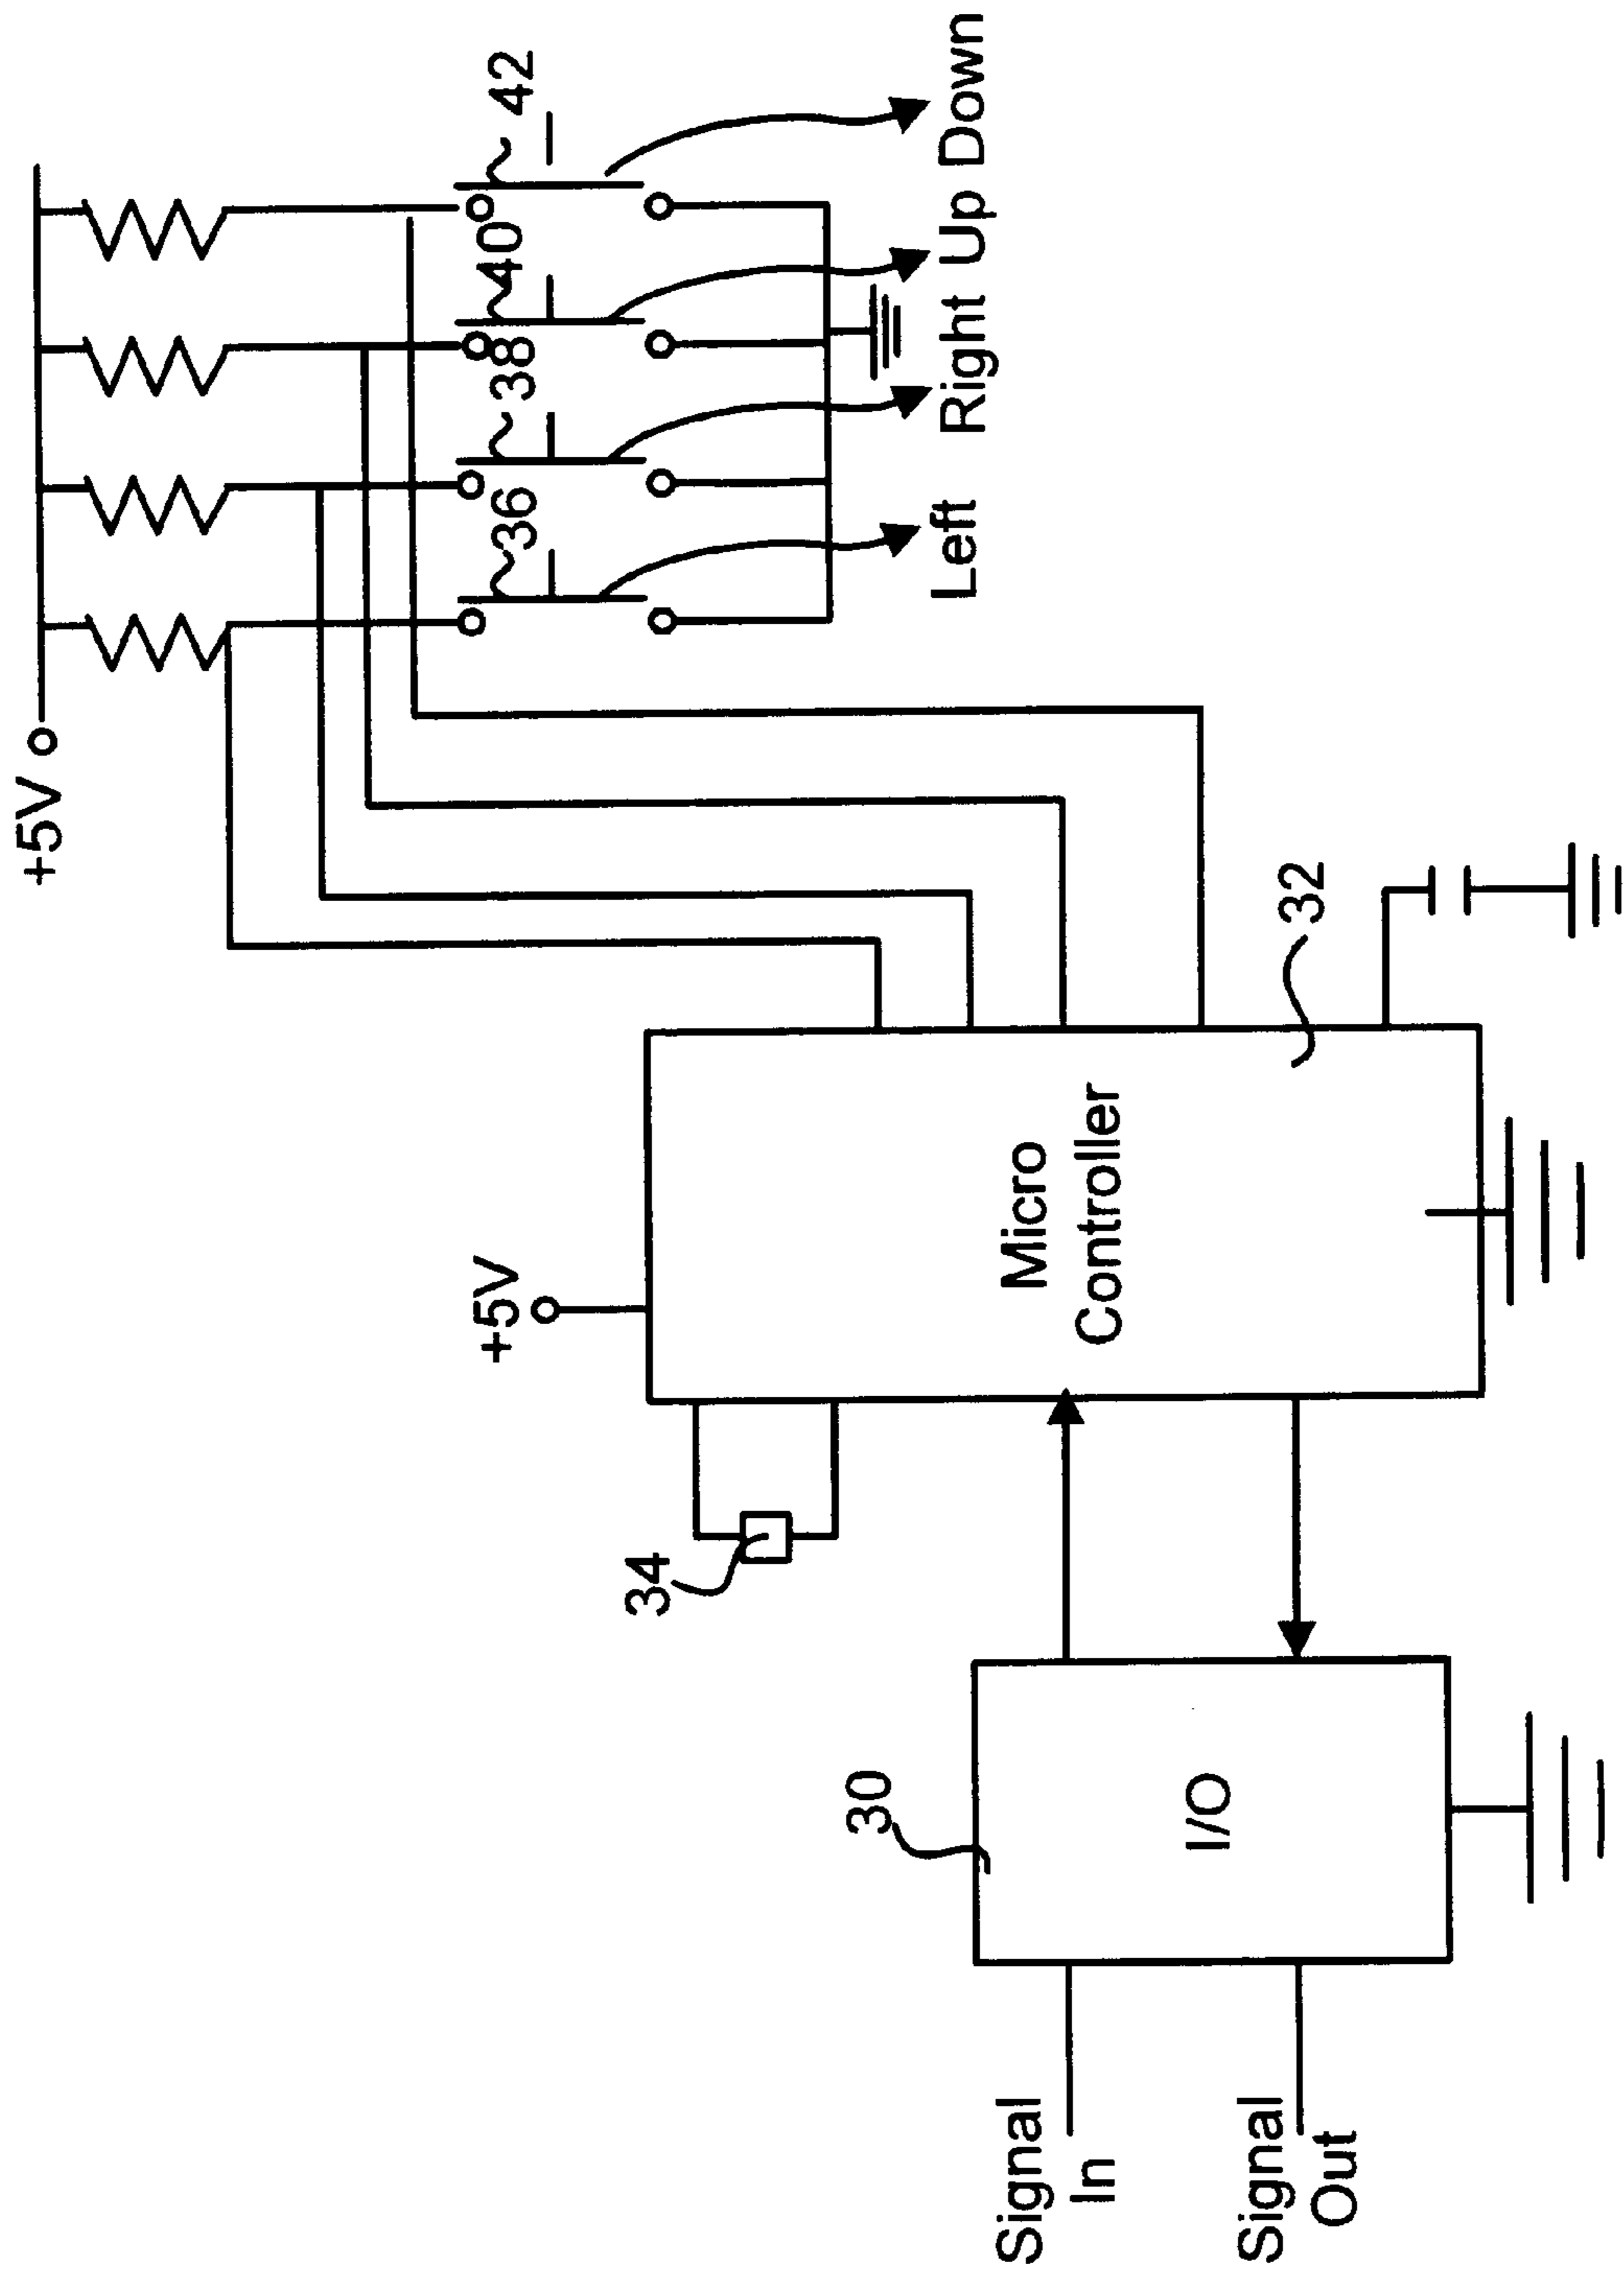 +5V
42
40
38
36
Left Right Up Down
+5V
34
32
Micro
Controller
30
I/O
Signal
In
Signal
Out